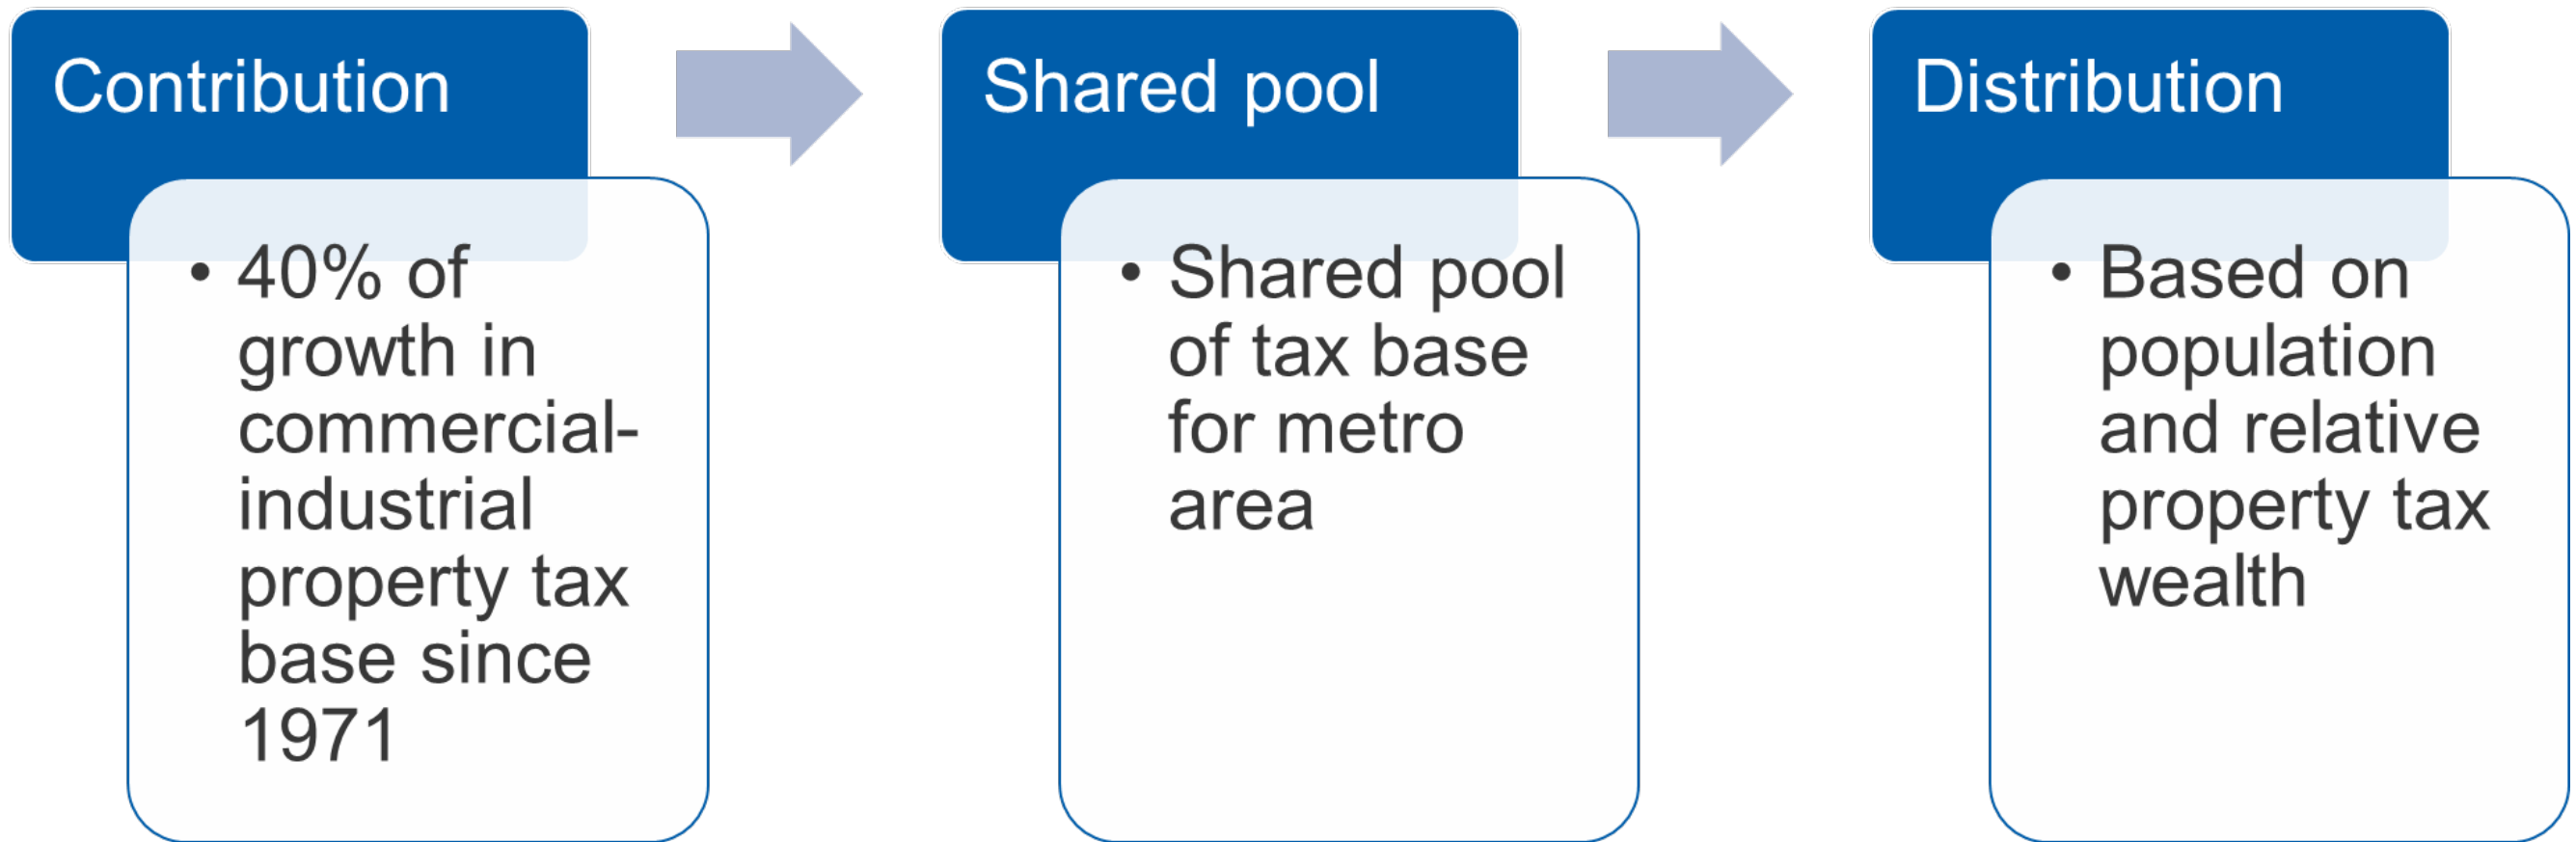 Contribution
• 40% of
growth in
commercial-
industrial
property tax
base since
1971
Shared pool
• Shared pool
of tax base
for metro
area
Distribution
• Based on
population
and relative
property tax
wealth